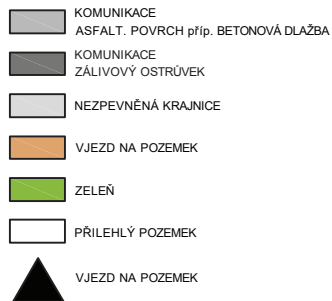 KOMUNIKACE
ASFALT. POVRCH příp. BETONOVÁ DLAŽBA
KOMUNIKACE
ZÁLIVOVÝ OSTRŮVEK
NEZPEVNĚNÁ KRAJNICE
VJEZD NA POZEMEK
ZELEŇ
PŘILEHLÝ POZEMEK
VJEZD NA POZEMEK